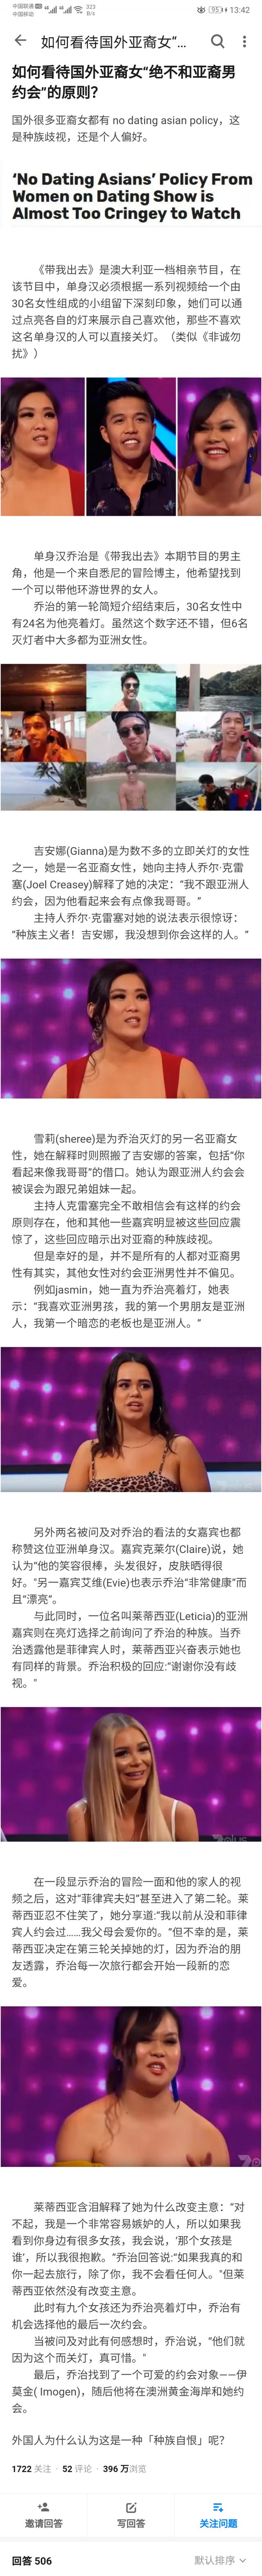 中国联通 HD 4G 4G 323 B/s
中国移动
95 13:42
如何看待国外亚裔女“...
如何看待国外亚裔女“绝不和亚裔男
约会”的原则？
国外很多亚裔女都有 no dating asian policy，这
是种族歧视，还是个人偏好。
‘No Dating Asians’ Policy From
Women on Dating Show is
Almost Too Cringey to Watch
《带我出去》是澳大利亚一档相亲节目，在
该节目中，单身汉必须根据一系列视频给一个由
30名女性组成的小组留下深刻印象，她们可以通
过点亮各自的灯来展示自己喜欢他，那些不喜欢
这名单身汉的人可以直接关灯。（类似《非诚勿
扰》）
单身汉乔治是《带我出去》本期节目的男主
角，他是一个来自悉尼的冒险博主，他希望找到
一个可以带他环游世界的女人。
乔治的第一轮简短介绍结束后，30名女性中
有24名为他亮着灯。虽然这个数字还不错，但6名
灭灯者中大多都为亚洲女性。
吉安娜(Gianna)是为数不多的立即关灯的女性
之一，她是一名亚裔女性，她向主持人乔尔·克雷
塞(Joel Creasey)解释了她的决定：“我不跟亚洲人
约会，因为他看起来会有点像我哥哥。”
主持人乔尔·克雷塞对她的说法表示很惊讶：
“种族主义者！吉安娜，我没想到你会这样的人。”
雪莉(sheree)是为乔治灭灯的另一名亚裔女
性，她在解释时则照搬了吉安娜的答案，包括“你
看起来像我哥哥”的借口。她认为跟亚洲人约会会
被误会为跟兄弟姐妹一起。
主持人克雷塞完全不敢相信会有这样的约会
原则存在，他和其他一些嘉宾明显被这些回应震
惊了，这些回应暗示出对亚裔的种族歧视。
但是幸好的是，并不是所有的人都对亚裔男
性有其实，其他女性对约会亚洲男性并不偏见。
例如jasmin，她一直为乔治亮着灯，她表
示：“我喜欢亚洲男孩，我的第一个男朋友是亚洲
人，我第一个暗恋的老板也是亚洲人。”
另外两名被问及对乔治的看法的女嘉宾也都
称赞这位亚洲单身汉。嘉宾克莱尔(Claire)说，她
认为“他的笑容很棒，头发很好，皮肤晒得很
好。”另一嘉宾艾维(Evie)也表示乔治“非常健康”而
且“漂亮”。
与此同时，一位名叫莱蒂西亚(Leticia)的亚洲
嘉宾则在亮灯选择之前询问了乔治的种族。当乔
治透露他是菲律宾人时，莱蒂西亚兴奋表示她也
有同样的背景。乔治积极的回应:“谢谢你没有歧
视。”
在一段显示乔治的冒险一面和他的家人的视
频之后，这对“菲律宾夫妇”甚至进入了第二轮。莱
蒂西亚忍不住笑了，她分享道:“我以前从没和菲律
宾人约会过……我父母会爱你的。“但不幸的是，莱
蒂西亚决定在第三轮关掉她的灯，因为乔治的朋
友透露，乔治每一次旅行都会开始一段新的恋
爱。
莱蒂西亚含泪解释了她为什么改变主意：“对
不起，我是一个非常容易嫉妒的人，所以如果我
看到你身边有很多女孩，我会说，‘那个女孩是
谁’，所以我很抱歉。“乔治回答说:“如果我真的和
你一起去旅行，除了你，我不会看任何人。”但莱
蒂西亚依然没有改变主意。
此时有九个女孩还为乔治亮着灯中，乔治有
机会选择他的最后一次约会。
当被问及对此有何感想时，乔治说，“他们就
因为这个而关灯，真可惜。”
最后，乔治找到了一个可爱的约会对象——伊
莫金( Imogen)，随后他将在澳洲黄金海岸和她约
会。
外国人为什么认为这是一种「种族自恨」呢？
1722 关注 · 52 评论 · 396 万浏览
邀请回答 写回答 关注问题
回答 506 默认排序